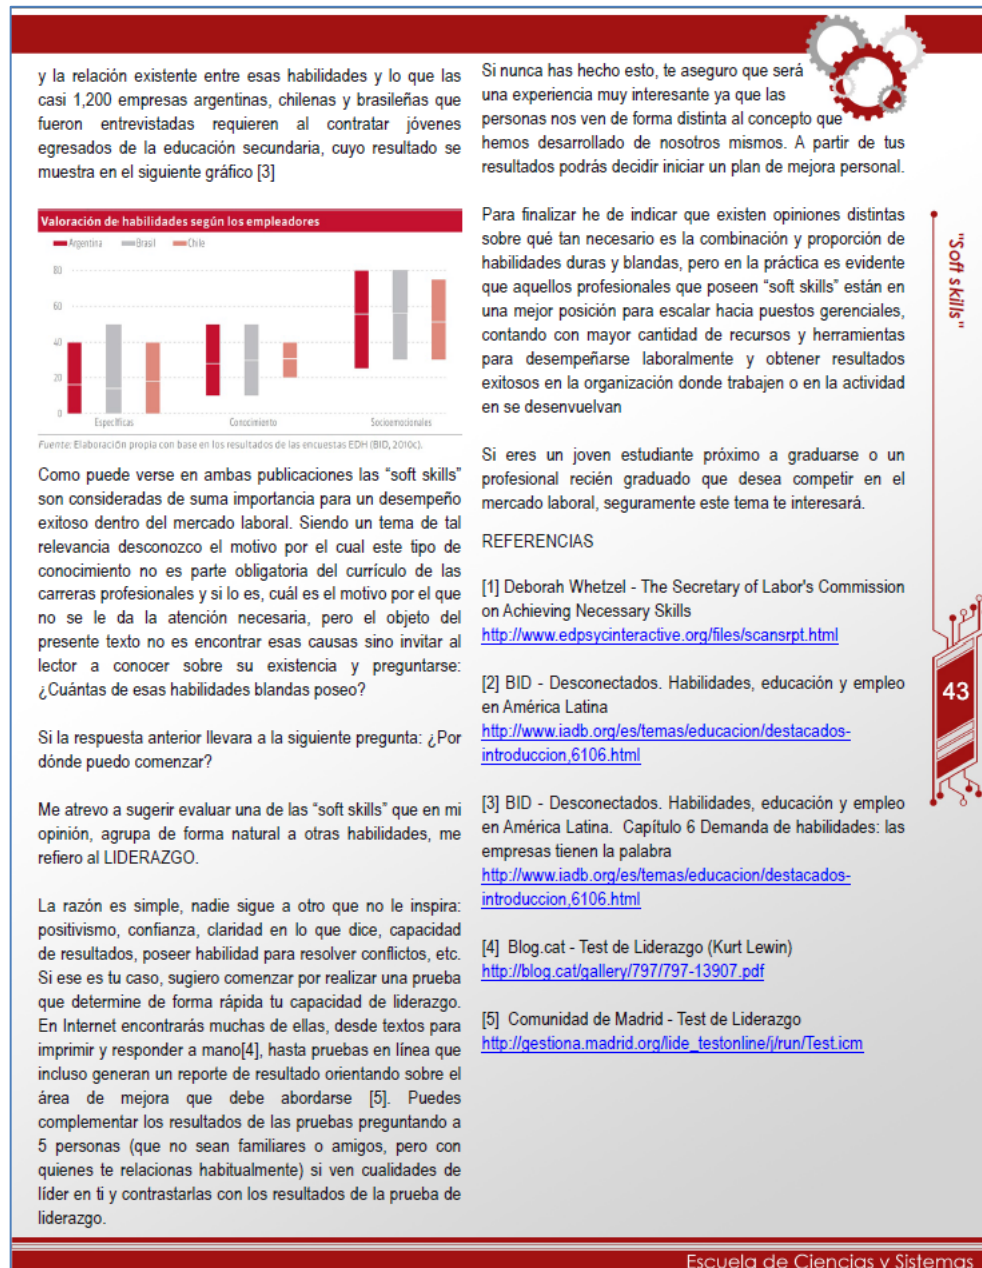 y la relación existente entre esas habilidades y lo que las
casi 1,200 empresas argentinas, chilenas y brasileñas que
fueron entrevistadas requieren al contratar jóvenes
egresados de la educación secundaria, cuyo resultado se
muestra en el siguiente gráfico [3]
Valoración de habilidades según los empleadores
Argentina Brasil Chile
80
60
40
20
0
Específicas Conocimiento Socioemocionales
Fuente: Elaboración propia con base en los resultados de las encuestas EDH (BID, 2010c).
Como puede verse en ambas publicaciones las “soft skills”
son consideradas de suma importancia para un desempeño
exitoso dentro del mercado laboral. Siendo un tema de tal
relevancia desconozco el motivo por el cual este tipo de
conocimiento no es parte obligatoria del currículo de las
carreras profesionales y si lo es, cuál es el motivo por el que
no se le da la atención necesaria, pero el objeto del
presente texto no es encontrar esas causas sino invitar al
lector a conocer sobre su existencia y preguntarse:
¿Cuántas de esas habilidades blandas poseo?
Si la respuesta anterior llevara a la siguiente pregunta: ¿Por
dónde puedo comenzar?
Me atrevo a sugerir evaluar una de las “soft skills” que en mi
opinión, agrupa de forma natural a otras habilidades, me
refiero al LIDERAZGO.
La razón es simple, nadie sigue a otro que no le inspira:
positivismo, confianza, claridad en lo que dice, capacidad
de resultados, poseer habilidad para resolver conflictos, etc.
Si ese es tu caso, sugiero comenzar por realizar una prueba
que determine de forma rápida tu capacidad de liderazgo.
En Internet encontrarás muchas de ellas, desde textos para
imprimir y responder a mano[4], hasta pruebas en línea que
incluso generan un reporte de resultado orientando sobre el
área de mejora que debe abordarse [5]. Puedes
complementar los resultados de las pruebas preguntando a
5 personas (que no sean familiares o amigos, pero con
quienes te relacionas habitualmente) si ven cualidades de
líder en ti y contrastarlas con los resultados de la prueba de
liderazgo.
Si nunca has hecho esto, te aseguro que será
una experiencia muy interesante ya que las
personas nos ven de forma distinta al concepto que
hemos desarrollado de nosotros mismos. A partir de tus
resultados podrás decidir iniciar un plan de mejora personal.
Para finalizar he de indicar que existen opiniones distintas
sobre qué tan necesario es la combinación y proporción de
habilidades duras y blandas, pero en la práctica es evidente
que aquellos profesionales que poseen “soft skills” están en
una mejor posición para escalar hacia puestos gerenciales,
contando con mayor cantidad de recursos y herramientas
para desempeñarse laboralmente y obtener resultados
exitosos en la organización donde trabajen o en la actividad
en se desenvuelvan
Si eres un joven estudiante próximo a graduarse o un
profesional recién graduado que desea competir en el
mercado laboral, seguramente este tema te interesará.
REFERENCIAS
[1] Deborah Whetzel - The Secretary of Labor's Commission
on Achieving Necessary Skills
http://www.edpsycinteractive.org/files/scansrpt.html
[2] BID - Desconectados. Habilidades, educación y empleo
en América Latina
http://www.iadb.org/es/temas/educacion/destacados-
introduccion,6106.html
[3] BID - Desconectados. Habilidades, educación y empleo
en América Latina. Capítulo 6 Demanda de habilidades: las
empresas tienen la palabra
http://www.iadb.org/es/temas/educacion/destacados-
introduccion,6106.html
[4] Blog.cat - Test de Liderazgo (Kurt Lewin)
http://blog.cat/gallery/797/797-13907.pdf
[5] Comunidad de Madrid - Test de Liderazgo
http://gestiona.madrid.org/lide_testonline/j/run/Test.icm
"Soft skills"
43
Escuela de Ciencias y Sistemas